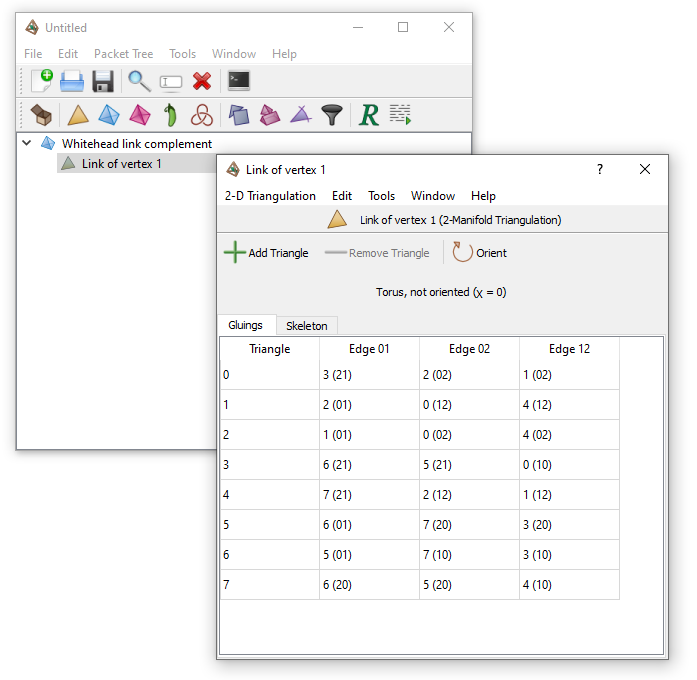 Untitled
File Edit Packet Tree Tools Window Help
Whitehead link complement
Link of vertex 1
Link of vertex 1 ?
2-D Triangulation Edit Tools Window Help
Link of vertex 1 (2-Manifold Triangulation)
Add Triangle Remove Triangle Orient
Torus, not oriented (χ = 0)
Gluings Skeleton
Triangle Edge 01 Edge 02 Edge 12
0 3 (21) 2 (02) 1 (02)
1 2 (01) 0 (12) 4 (12)
2 1 (01) 0 (02) 4 (02)
3 6 (21) 5 (21) 0 (10)
4 7 (21) 2 (12) 1 (12)
5 6 (01) 7 (20) 3 (20)
6 5 (01) 7 (10) 3 (10)
7 6 (20) 5 (20) 4 (10)